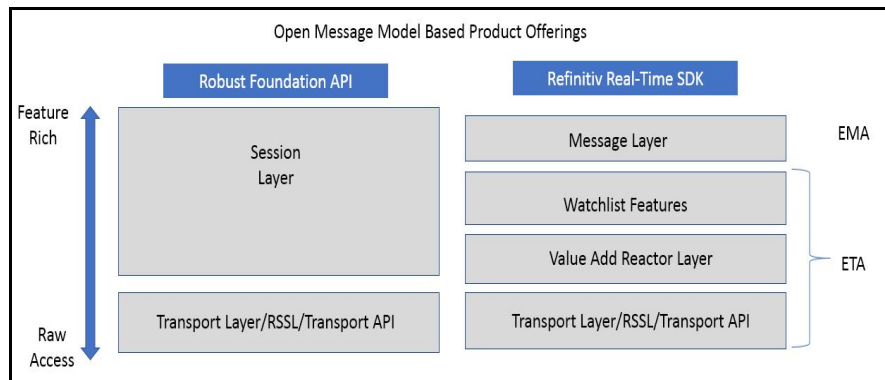 Open Message Model Based Product Offerings
Robust Foundation API
Refinitiv Real-Time SDK
Feature
Rich
Session
Layer
Message Layer
EMA
Watchlist Features
Value Add Reactor Layer
ETA
Transport Layer/RSSL/Transport API
Transport Layer/RSSL/Transport API
Raw
Access